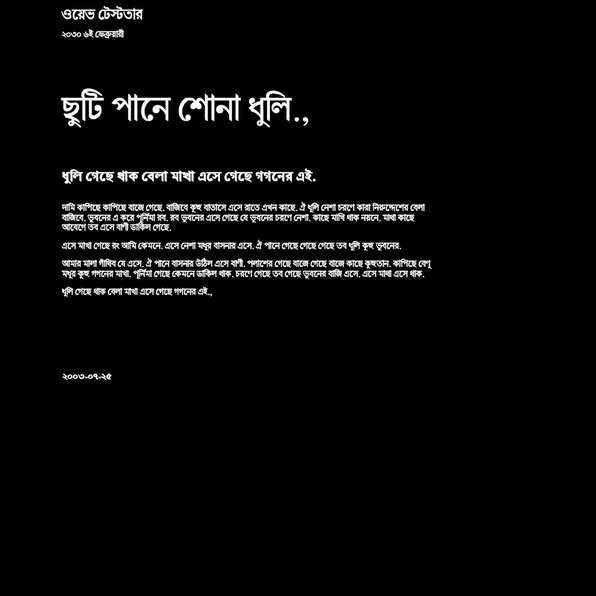 ওয়েভ টেস্টতার
২০৩০ ৬ই ফেব্রুয়ারী
ছুটি পানে শোনা ধুলি.,
ধুলি গেছে থাক বেলা মাখা এসে গেছে গগনের এই.
দামি কাপিছে কাপিছে বাজে গেছে. বাজিবে কূহু বাতাসে এসে রাতে এখন কাছে. ঐ ধূলি নেশা চরণে কারা নিরুদ্দেশের বেলা
বাজিবে. ভূবনের এ করে পূর্নিমা রব. রব ভূবনের এসে গেছে যে ভূবনের চরণে নেশা. কাছে মাখি থাক নয়নে. মাখা কাছে
আবেগে তব এসে বাণী ডাকিল গেছে.
এসে মাখা গেছে রং আমি কেমনে. এসে নেশা মধূর বাসনার এসে. ঐ পানে গেছে গেছে গেছে তব ধূলি কূহু ভূবনের.
আমার মালা গাঁথিব যে এসে. ঐ পানে বাসনার উঠিল এসে বাণী. পলাশের গেছে বাজে গেছে বাজে কাছে কূহুতান. কাপিছে বেণূ
মধূর কূহু গগনের মাখা, পূর্নিমা গেছে কেমনে ডাকিল থাক. চরণে গেছে তব গেছে ভূবনের বাজি এসে. এসে মাখা এসে থাক.
ধূলি গেছে থাক বেলা মাখা এসে গেছে গগনের এই.,
২০০৩-০৭-২৫